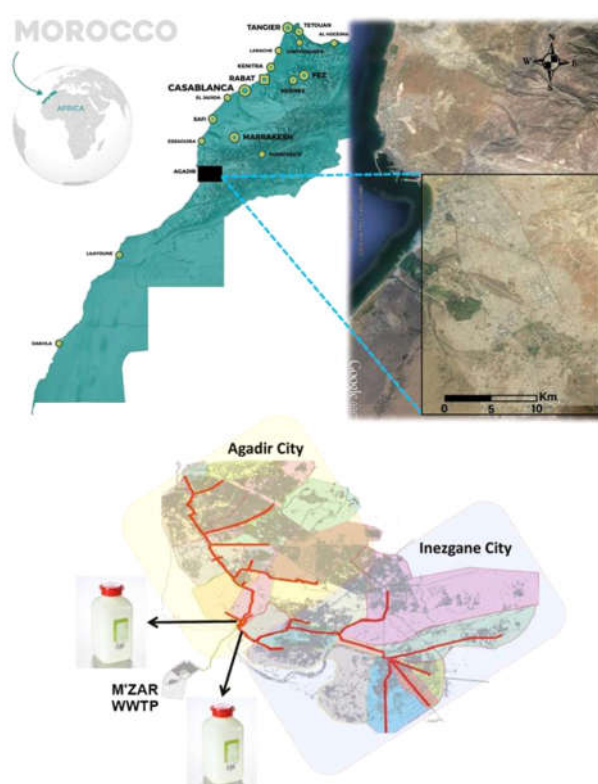 MOROCCO
AFRICA
TANGIER
TETOUAN
AL HOCEIMA
LARACHE
KENITRA
RABAT
FEZ
MEKNES
CASABLANCA
EL JADIDA
SAFI
MARRAKESH
ESSAOUIRA
AGADIR
LAAYOUNE
DAKHLA
N
W
E
S
Google
Km
0 5 10
Agadir City
Inezgane City
M'ZAR
WWTP